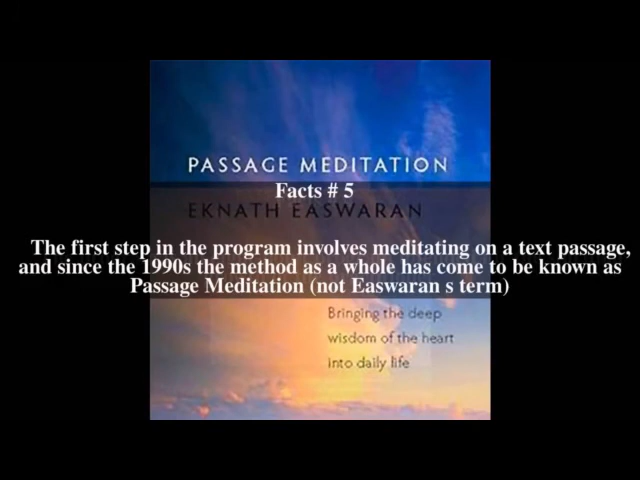 PASSAGE MEDITATION
Facts # 5
EKNATH EASWARAN
The first step in the program involves meditating on a text passage,
and since the 1990s the method as a whole has come to be known as
Passage Meditation (not Easwaran s term)
Bringing the deep
wisdom of the heart
into daily life